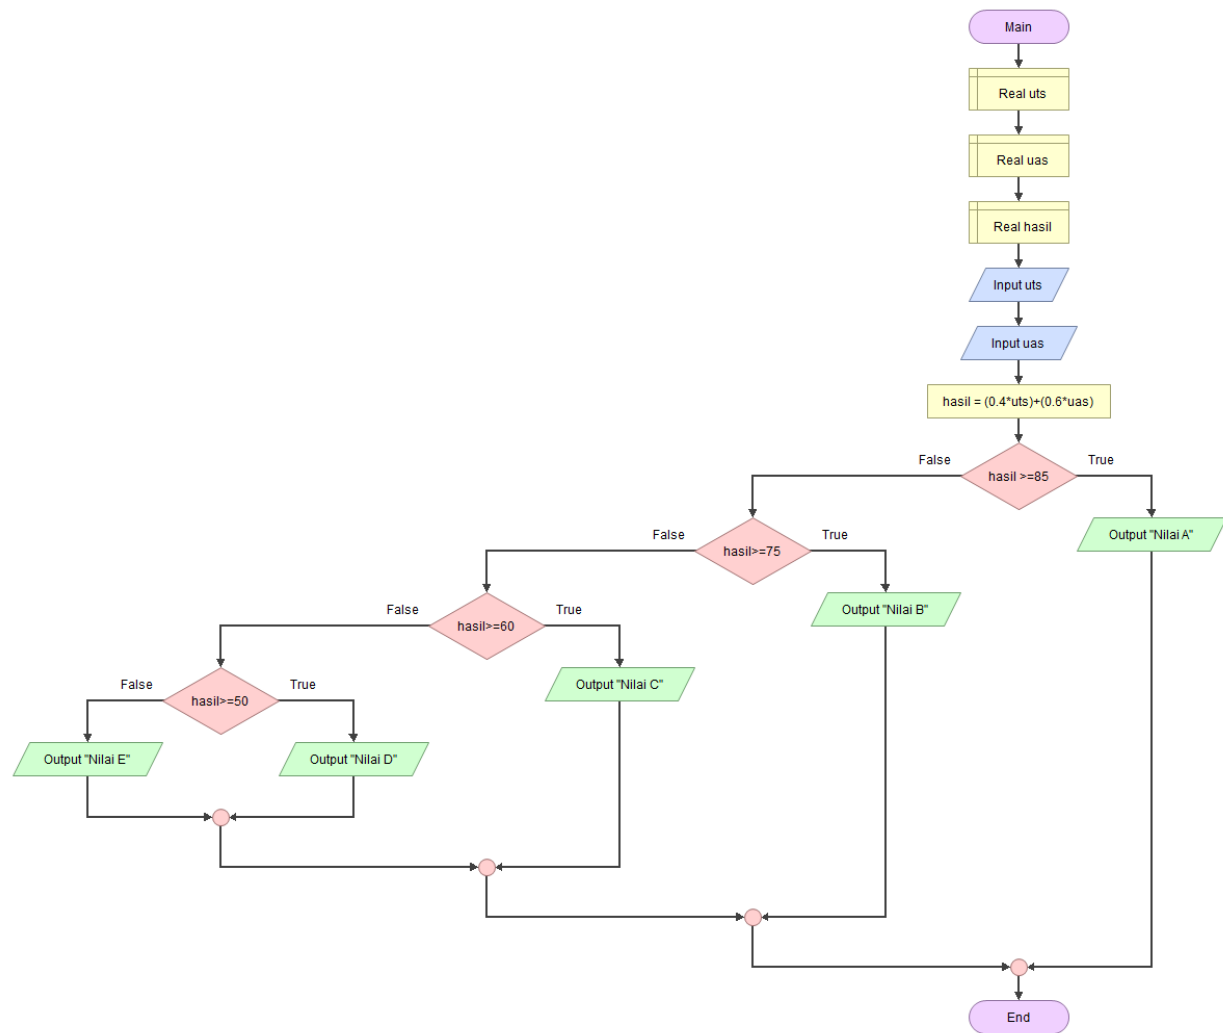 Main
Real uts
Real uas
Real hasil
Input uts
Input uas
hasil = (0.4*uts)+(0.6*uas)
False
True
hasil >=85
Output "Nilai A"
False
True
hasil>=75
Output "Nilai B"
False
True
hasil>=60
Output "Nilai C"
False
True
hasil>=50
Output "Nilai E"
Output "Nilai D"
End